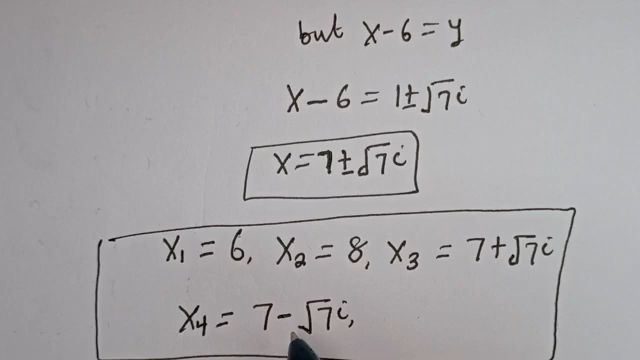 but x-6=y
x-6=1±√7i
x=7±√7i
x₁=6, x₂=8, x₃=7+√7i
x₄=7-√7i,